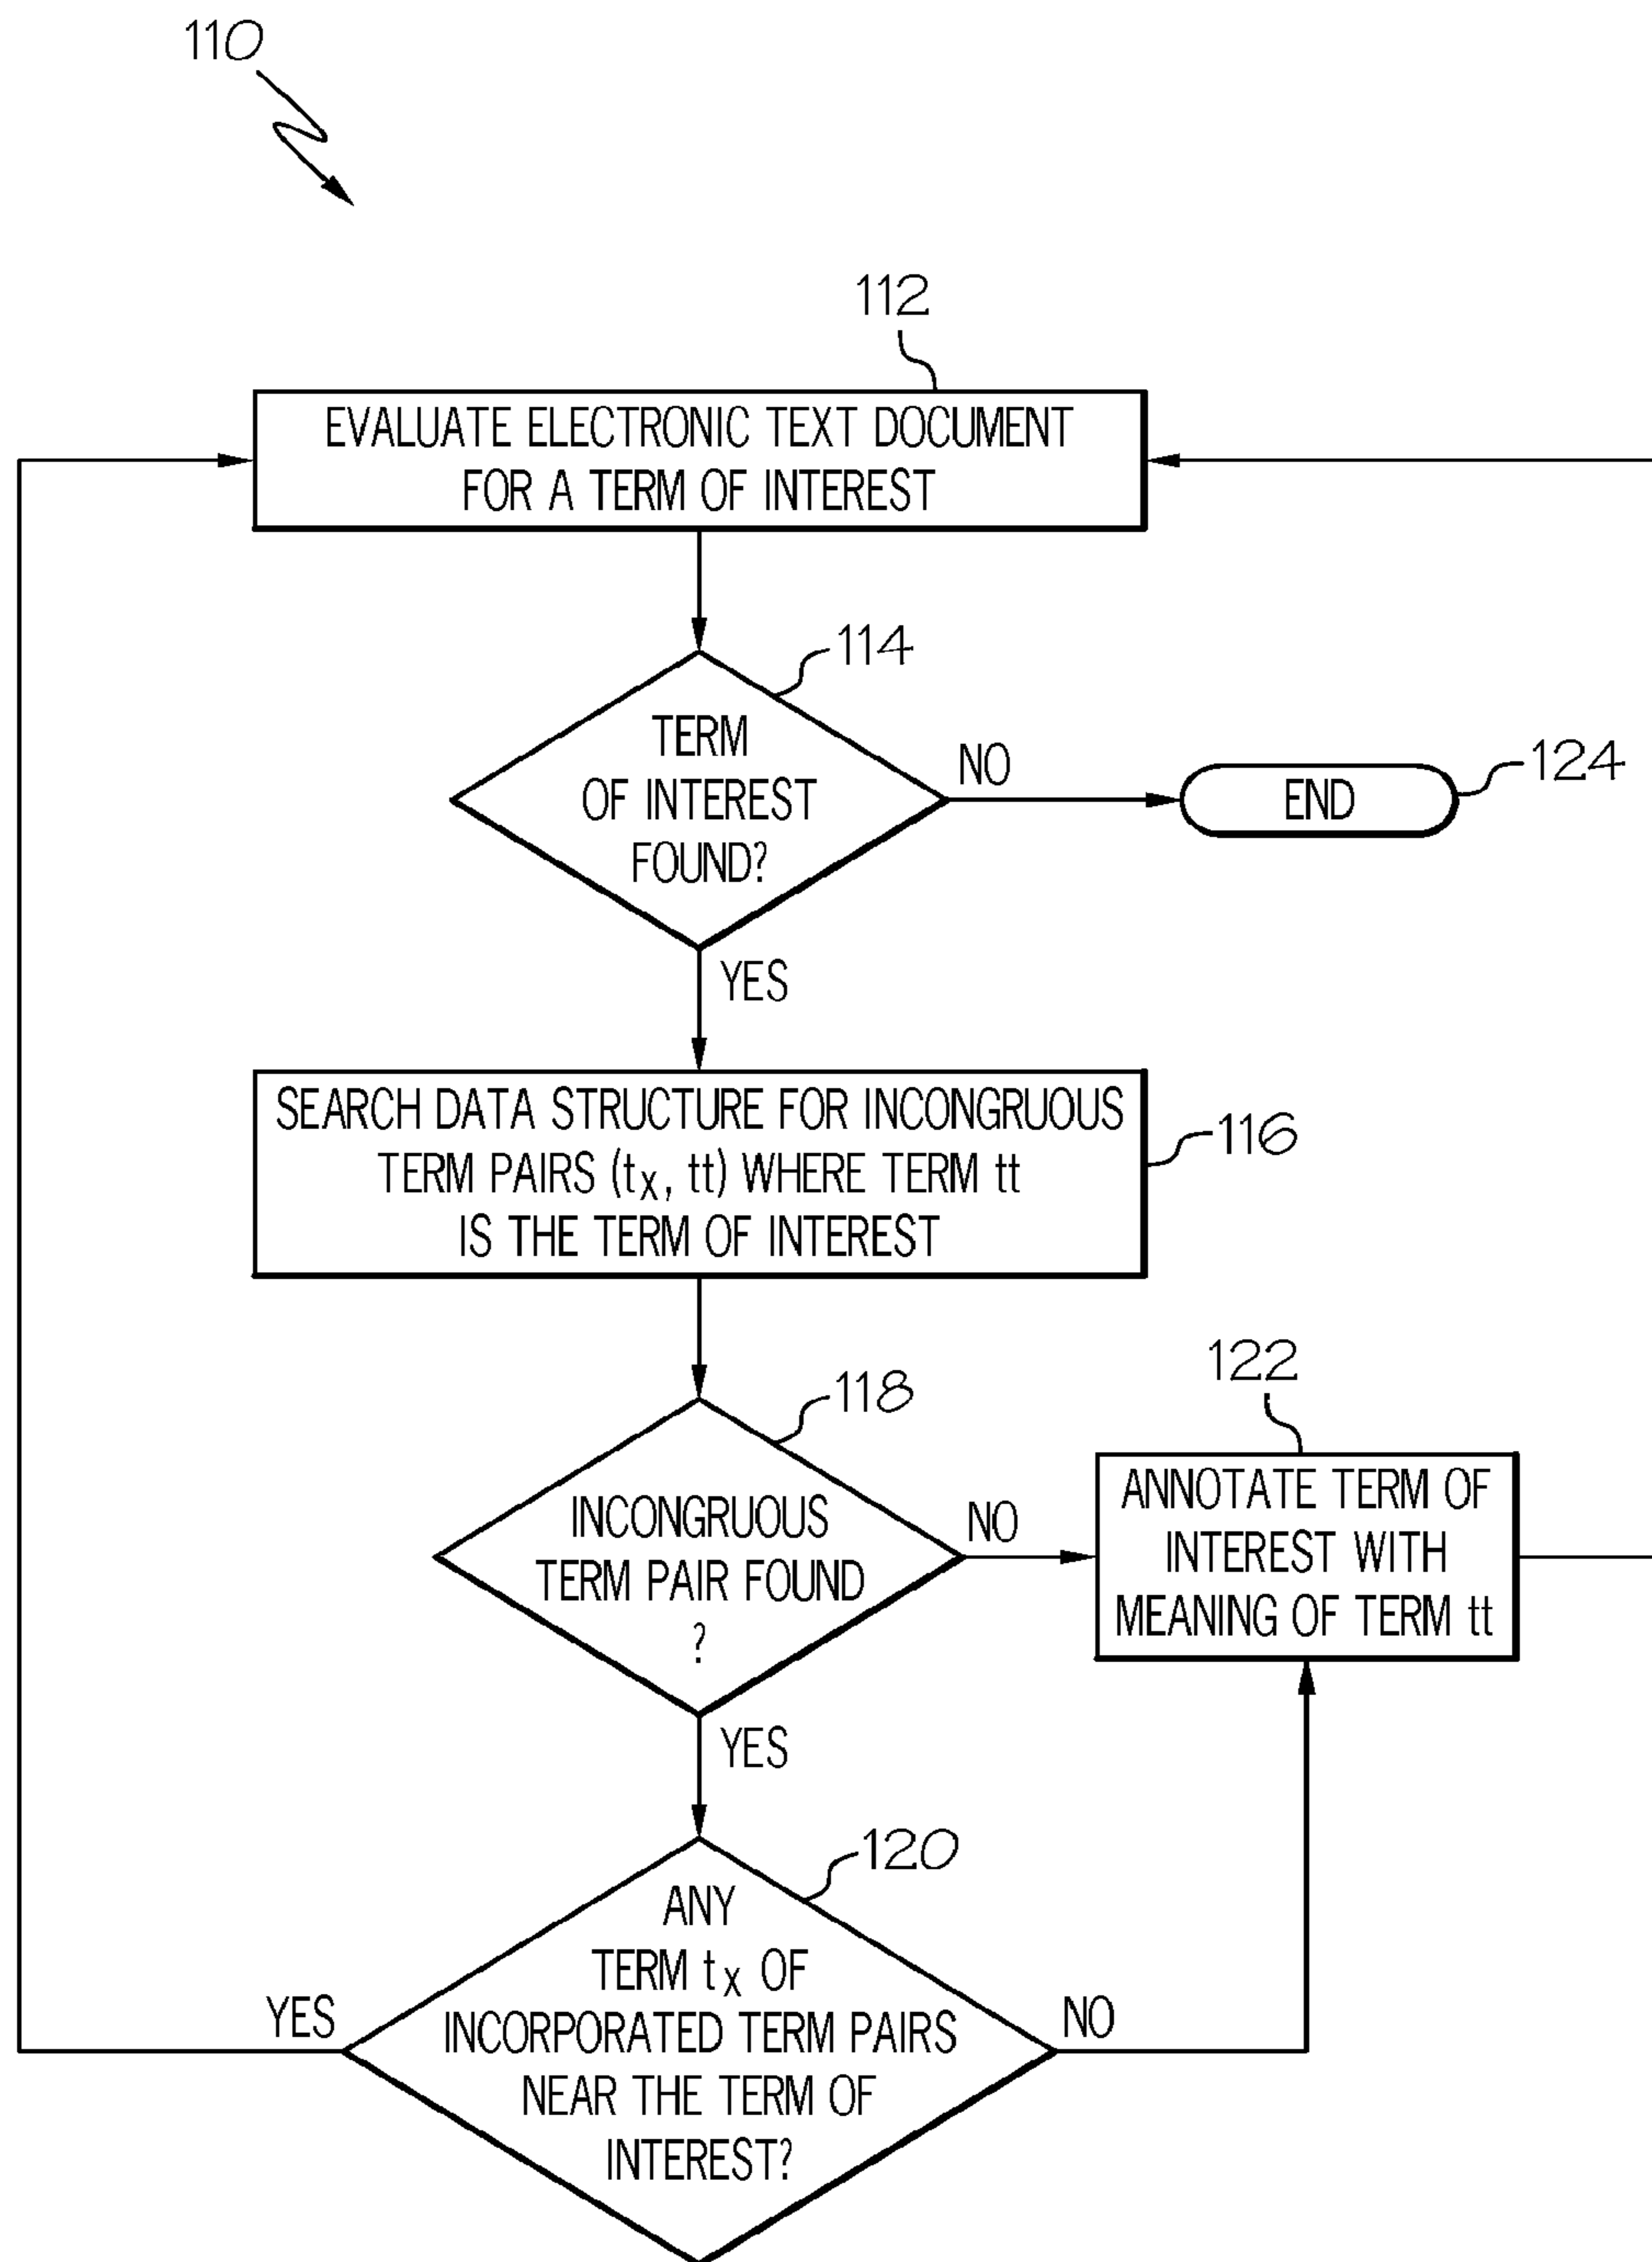 110
112
EVALUATE ELECTRONIC TEXT DOCUMENT
FOR A TERM OF INTEREST
114
TERM
OF INTEREST
FOUND?
NO
END
124
YES
SEARCH DATA STRUCTURE FOR INCONGRUOUS
TERM PAIRS (tx, tt) WHERE TERM tt
IS THE TERM OF INTEREST
116
118
INCONGRUOUS
TERM PAIR FOUND
?
NO
122
ANNOTATE TERM OF
INTEREST WITH
MEANING OF TERM tt
YES
120
ANY
TERM tx OF
INCORPORATED TERM PAIRS
NEAR THE TERM OF
INTEREST?
YES
NO